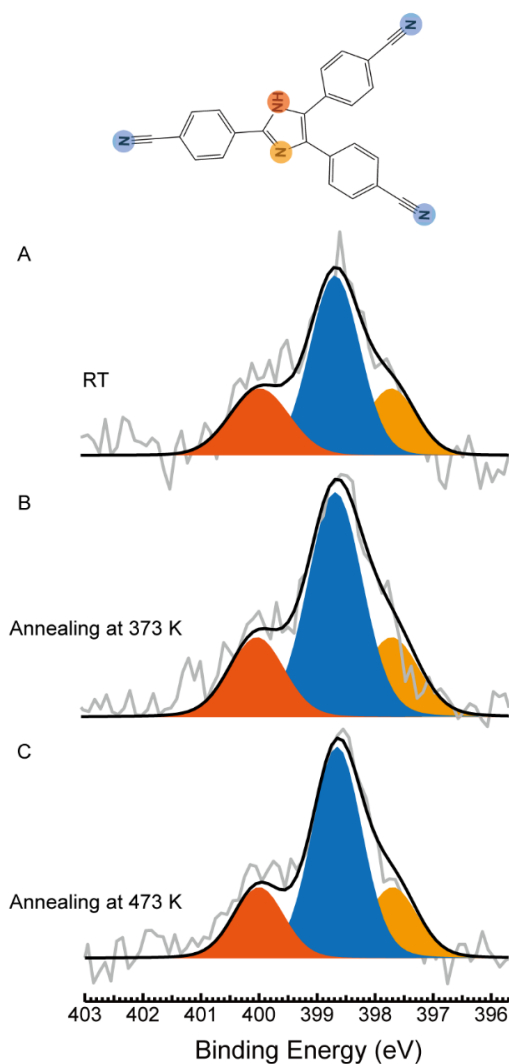 N
NH
N
N
N
A
RT
B
Annealing at 373 K
C
Annealing at 473 K
403 402 401 400 399 398 397 396
Binding Energy (eV)